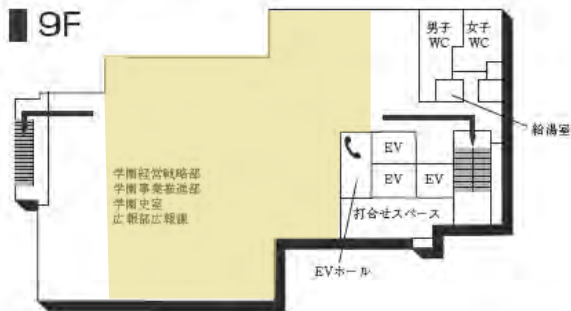 9F
男子
WC
女子
WC
給湯室
EV
EV
EV
打合せスペース
EVホール
学園経営戦略部
学園事業推進部
学園史室
広報部広報課